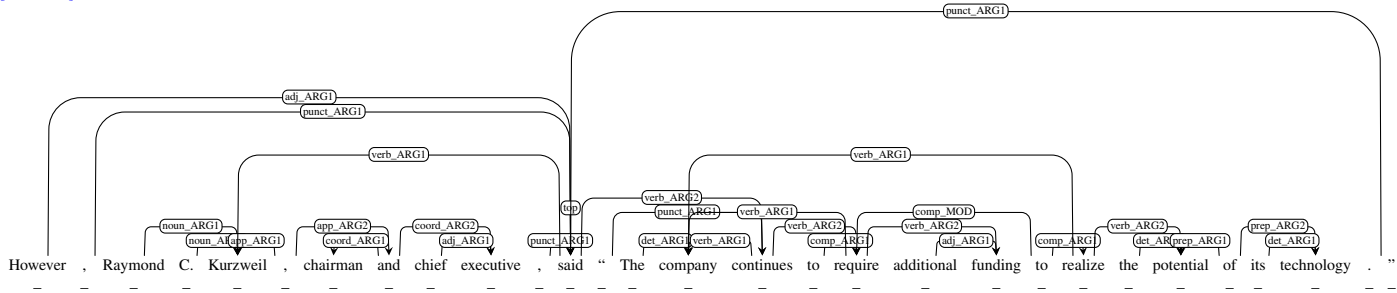 punct_ARG1
adj_ARG1
punct_ARG1
verb_ARG1 verb_ARG1
verb_ARG2
top punct_ARG1 verb_ARG1 comp_MOD
noun_ARG1 app_ARG2 coord_ARG2 verb_ARG2 verb_ARG2 verb_ARG2 prep_ARG2
app_ARG1 coord_ARG1 adj_ARG1 punct_ARG1 det_ARG1 verb_ARG1 comp_ARG1 adj_ARG1 comp_ARG1 prep_ARG1 det_ARG1
However , Raymond C. Kurzweil , chairman and chief executive , said “ The company continues to require additional funding to realize the potential of its technology . ”
_ _ _ _ _ _ _ _ _ _ _ _ _ _ _ _ _ _ _ _ _ _ _ _ _ _ _ _ _